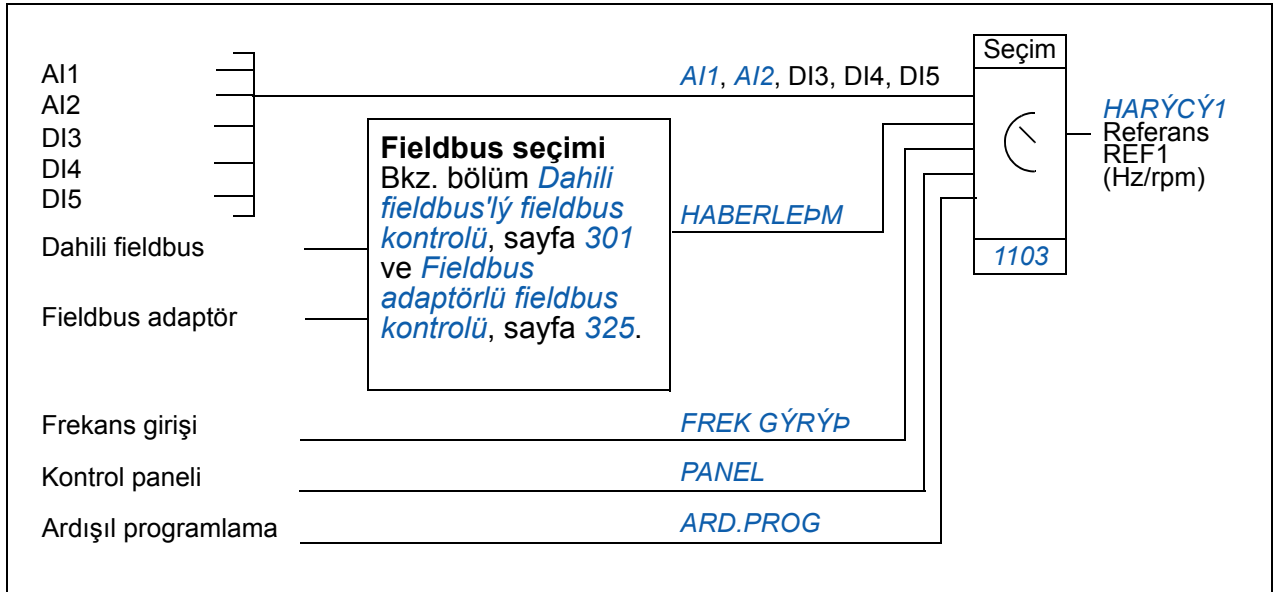 AI1
AI2
DI3
DI4
DI5
Dahili fieldbus
Fieldbus adaptör
Frekans girişi
Kontrol paneli
Ardışıl programlama
Fieldbus seçimi
Bkz. bölüm Dahili
fieldbus'lý fieldbus
kontrolü, sayfa 301
ve Fieldbus
adaptörlü fieldbus
kontrolü, sayfa 325.
AI1, AI2, DI3, DI4, DI5
HABERLEÞM
FREK GÝRÝÞ
PANEL
ARD.PROG
Seçim
1103
HARÝCÝ1
Referans
REF1
(Hz/rpm)